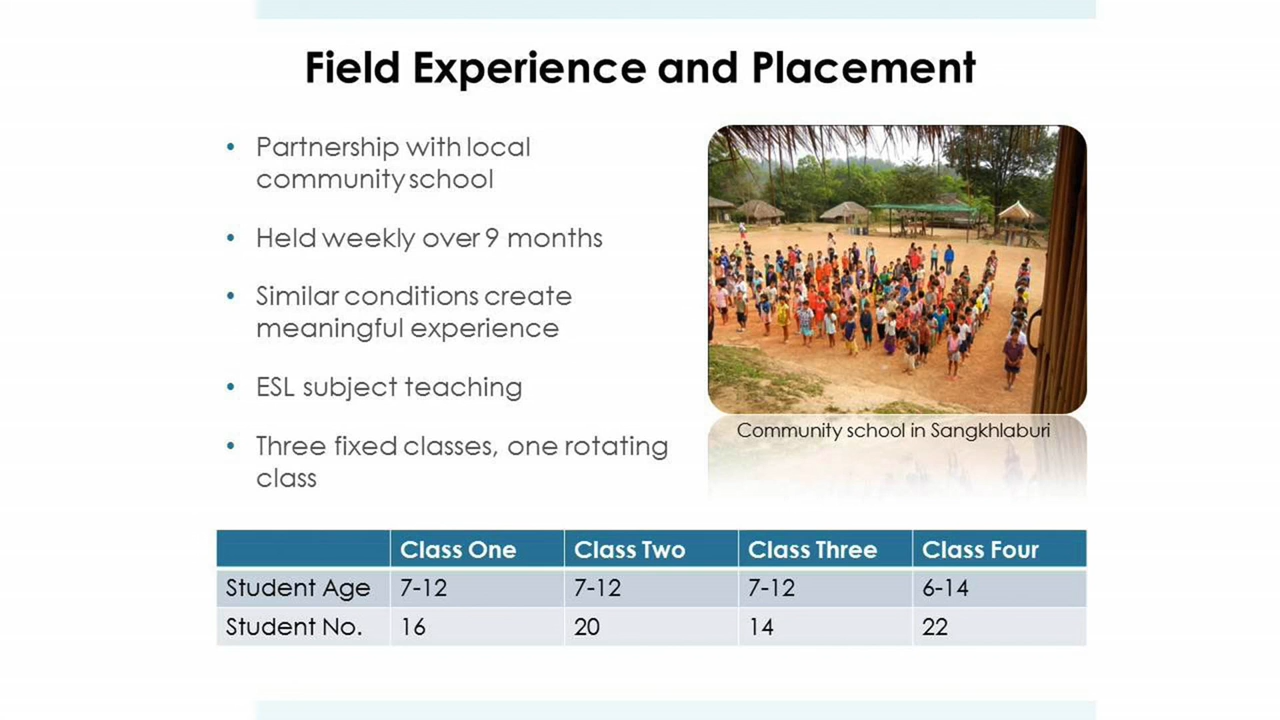 Field Experience and Placement
• Partnership with local
community school
• Held weekly over 9 months
• Similar conditions create
meaningful experience
• ESL subject teaching
• Three fixed classes, one rotating
class
Community school in Sangkhlaburi
Class One Class Two Class Three Class Four
Student Age 7-12 7-12 7-12 6-14
Student No. 16 20 14 22